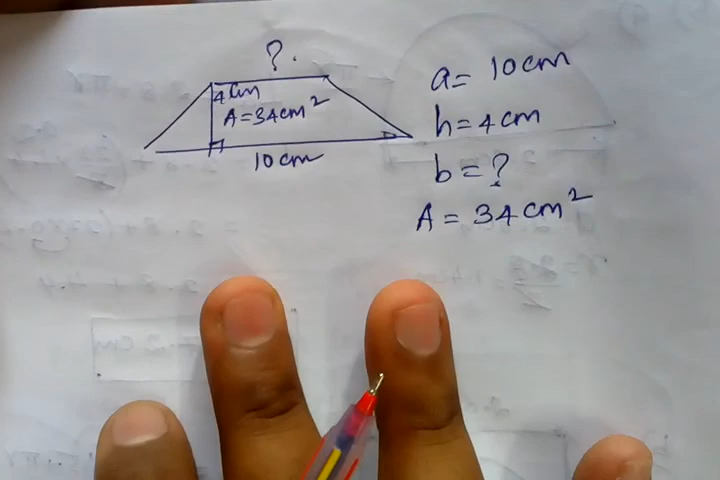 ?.
4cm
A=34cm²
10cm
a= 10cm
h=4cm
b=?
A = 34cm²